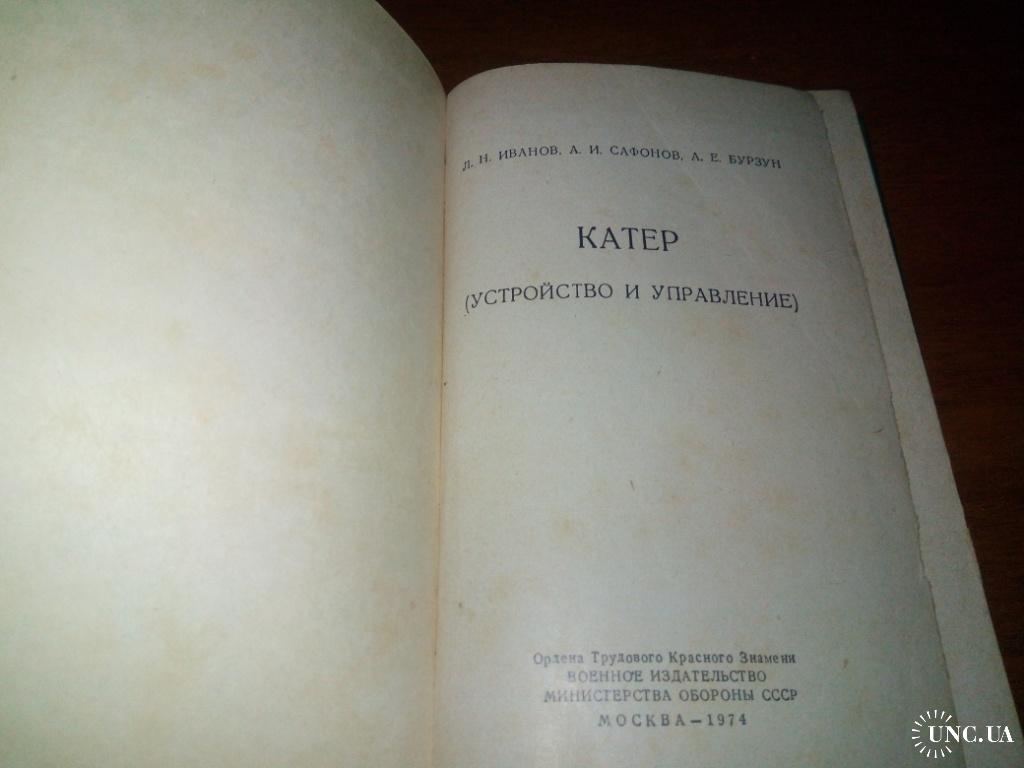 Л. Н. ИВАНОВ, А. И. САФОНОВ, А. Е. БУРЗУН
КАТЕР
(УСТРОЙСТВО И УПРАВЛЕНИЕ)
Ордена Трудового Красного Знамени
ВОЕННОЕ ИЗДАТЕЛЬСТВО
МИНИСТЕРСТВА ОБОРОНЫ СССР
МОСКВА — 1974
UNC.UA